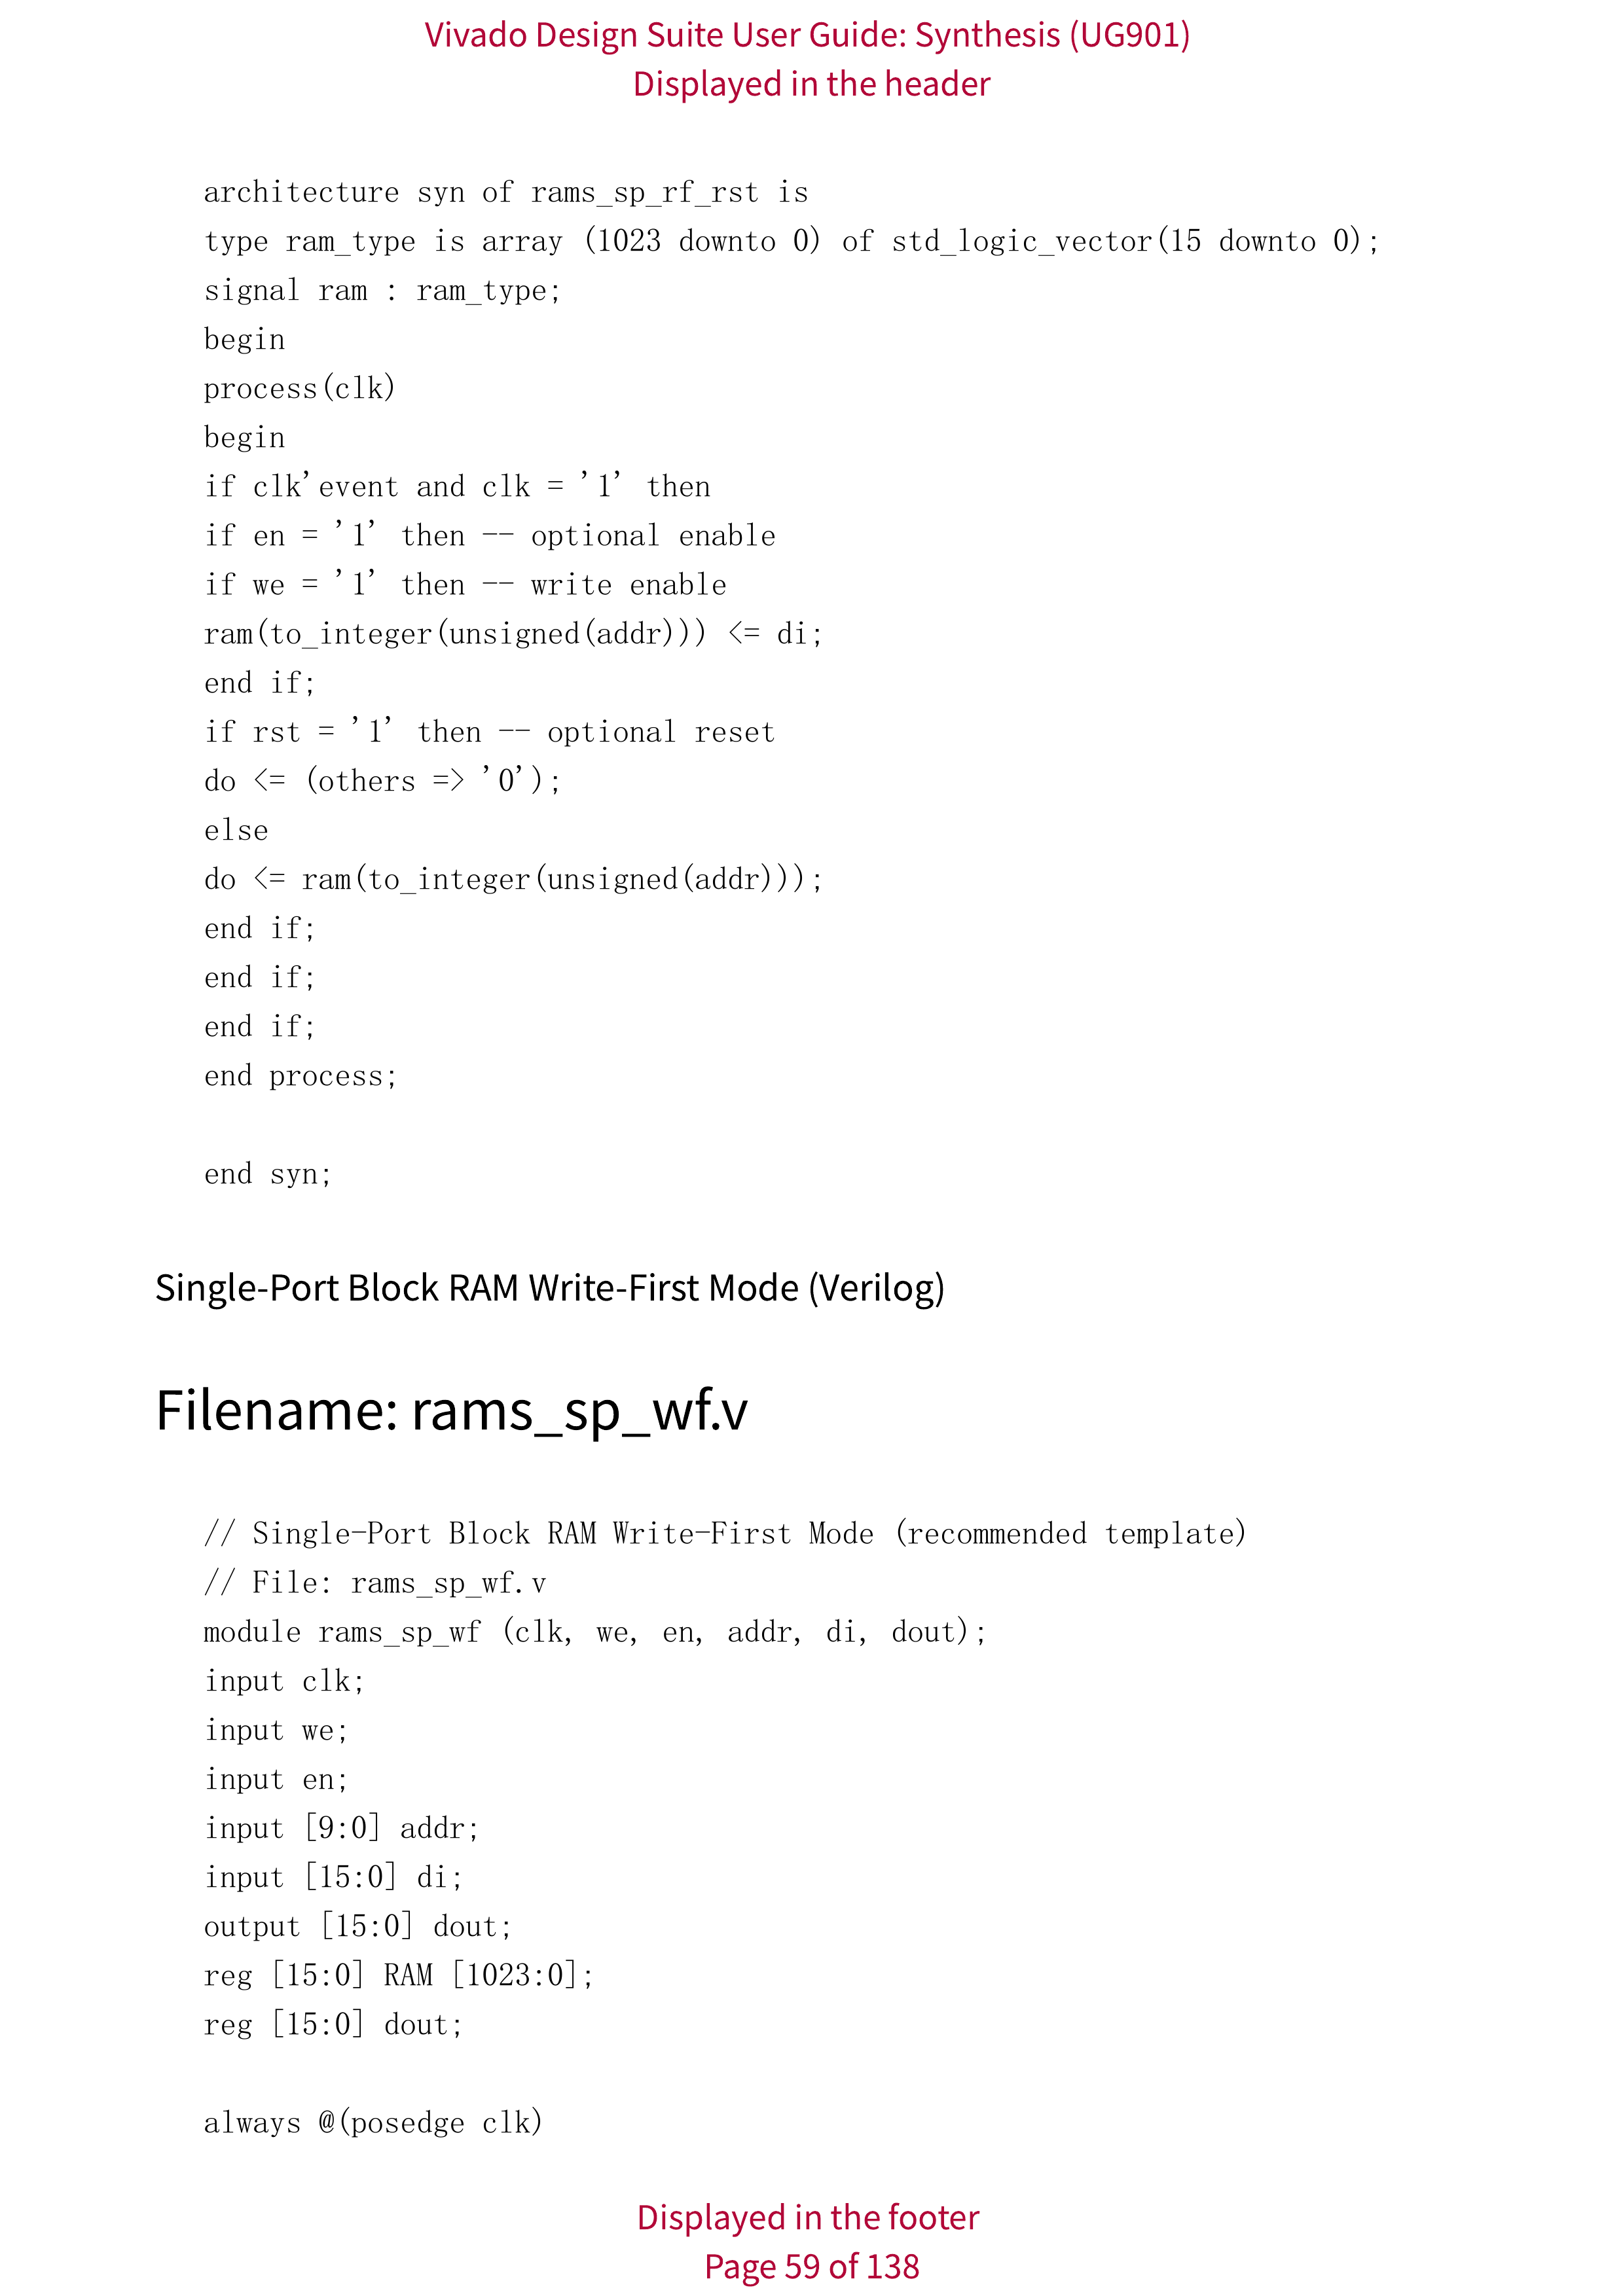 Vivado Design Suite User Guide: Synthesis (UG901)
Displayed in the header
architecture syn of rams_sp_rf_rst is
type ram_type is array (1023 downto 0) of std_logic_vector(15 downto 0);
signal ram : ram_type;
begin
process(clk)
begin
if clk'event and clk = '1' then
if en = '1' then -- optional enable
if we = '1' then -- write enable
ram(to_integer(unsigned(addr))) <= di;
end if;
if rst = '1' then -- optional reset
do <= (others => '0');
else
do <= ram(to_integer(unsigned(addr)));
end if;
end if;
end if;
end process;
end syn;
Single-Port Block RAM Write-First Mode (Verilog)
Filename: rams_sp_wf.v
// Single-Port Block RAM Write-First Mode (recommended template)
// File: rams_sp_wf.v
module rams_sp_wf (clk, we, en, addr, di, dout);
input clk;
input we;
input en;
input [9:0] addr;
input [15:0] di;
output [15:0] dout;
reg [15:0] RAM [1023:0];
reg [15:0] dout;
always @(posedge clk)
Displayed in the footer
Page 59 of 138